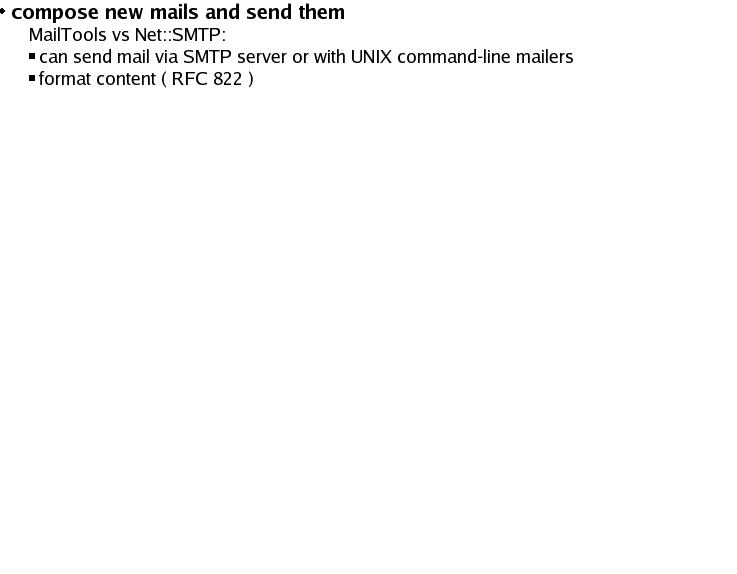 • compose new mails and send them
MailTools vs Net::SMTP:
▪ can send mail via SMTP server or with UNIX command-line mailers
▪ format content ( RFC 822 )